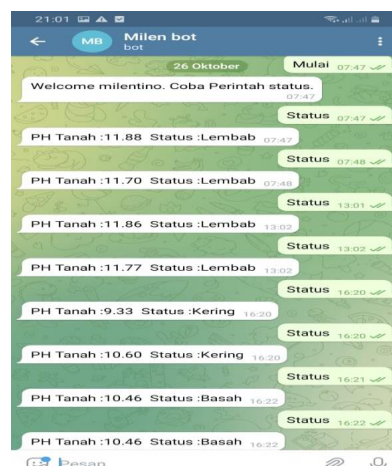 21:01
MB
Milen bot
bot
26 Oktober
Mulai 07:47
Welcome milentino. Coba Perintah status.
07:47
Status 07:47
PH Tanah :11.88 Status :Lembab 07:47
Status 07:48
PH Tanah :11.70 Status :Lembab 07:48
Status 13:01
PH Tanah :11.86 Status :Lembab 13:02
Status 13:02
PH Tanah :11.77 Status :Lembab 13:02
Status 16:20
PH Tanah :9.33 Status :Kering 16:20
Status 16:20
PH Tanah :10.60 Status :Kering 16:20
Status 16:21
PH Tanah :10.46 Status :Basah 16:22
Status 16:22
PH Tanah :10.46 Status :Basah 16:22
Pesan